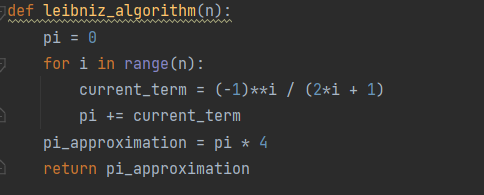 def leibniz_algorithm(n):
    pi = 0
    for i in range(n):
        current_term = (-1)**i / (2*i + 1)
        pi += current_term
    pi_approximation = pi * 4
    return pi_approximation